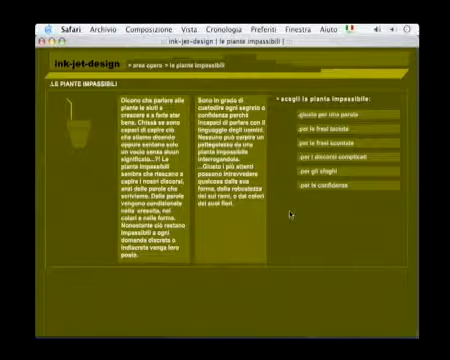 Safari Archivio Composizione Vista Cronologia Preferiti Finestra Aiuto
ink-jet-design | le piante impassibili |
ink-jet-design > area opere > le piante impassibili
.LE PIANTE IMPASSIBILI
Dicono che parlare alle
piante le aiuti a
crescere e a farle star
bene. Chissà se sono
capaci di capire ciò
che stiamo dicendo
oppure sentano solo
un vocio senza alcun
significato...?! Le
piante impassibili
sembra che riescano a
capire i nostri discorsi,
anzi delle parole che
scriviamo. Dalle parole
vengono condizionate
nella crescita, nei
colori e nelle forme.
Nonostante ciò restano
impassibili a ogni
domanda discreta o
indiscreta venga loro
posta.
Sono in grado di
custodire ogni segreto o
confidenza perchè
incapaci di parlare con il
linguaggio degli uomini.
Nessuno può carpire un
pettegolezzo da una
pianta impassibile
interrogandola.
...Giusto i più attenti
possono intravvedere
qualcosa dalla sua
forma, dalla robustezza
dei sui rami, o dai colori
dei suoi fiori.
> scegli la pianta impassibile:
.giusto per una parola
.per le frasi taciute
.per le frasi scontate
.per i discorsi complicati
.per gli sfoghi
.per le confidenze